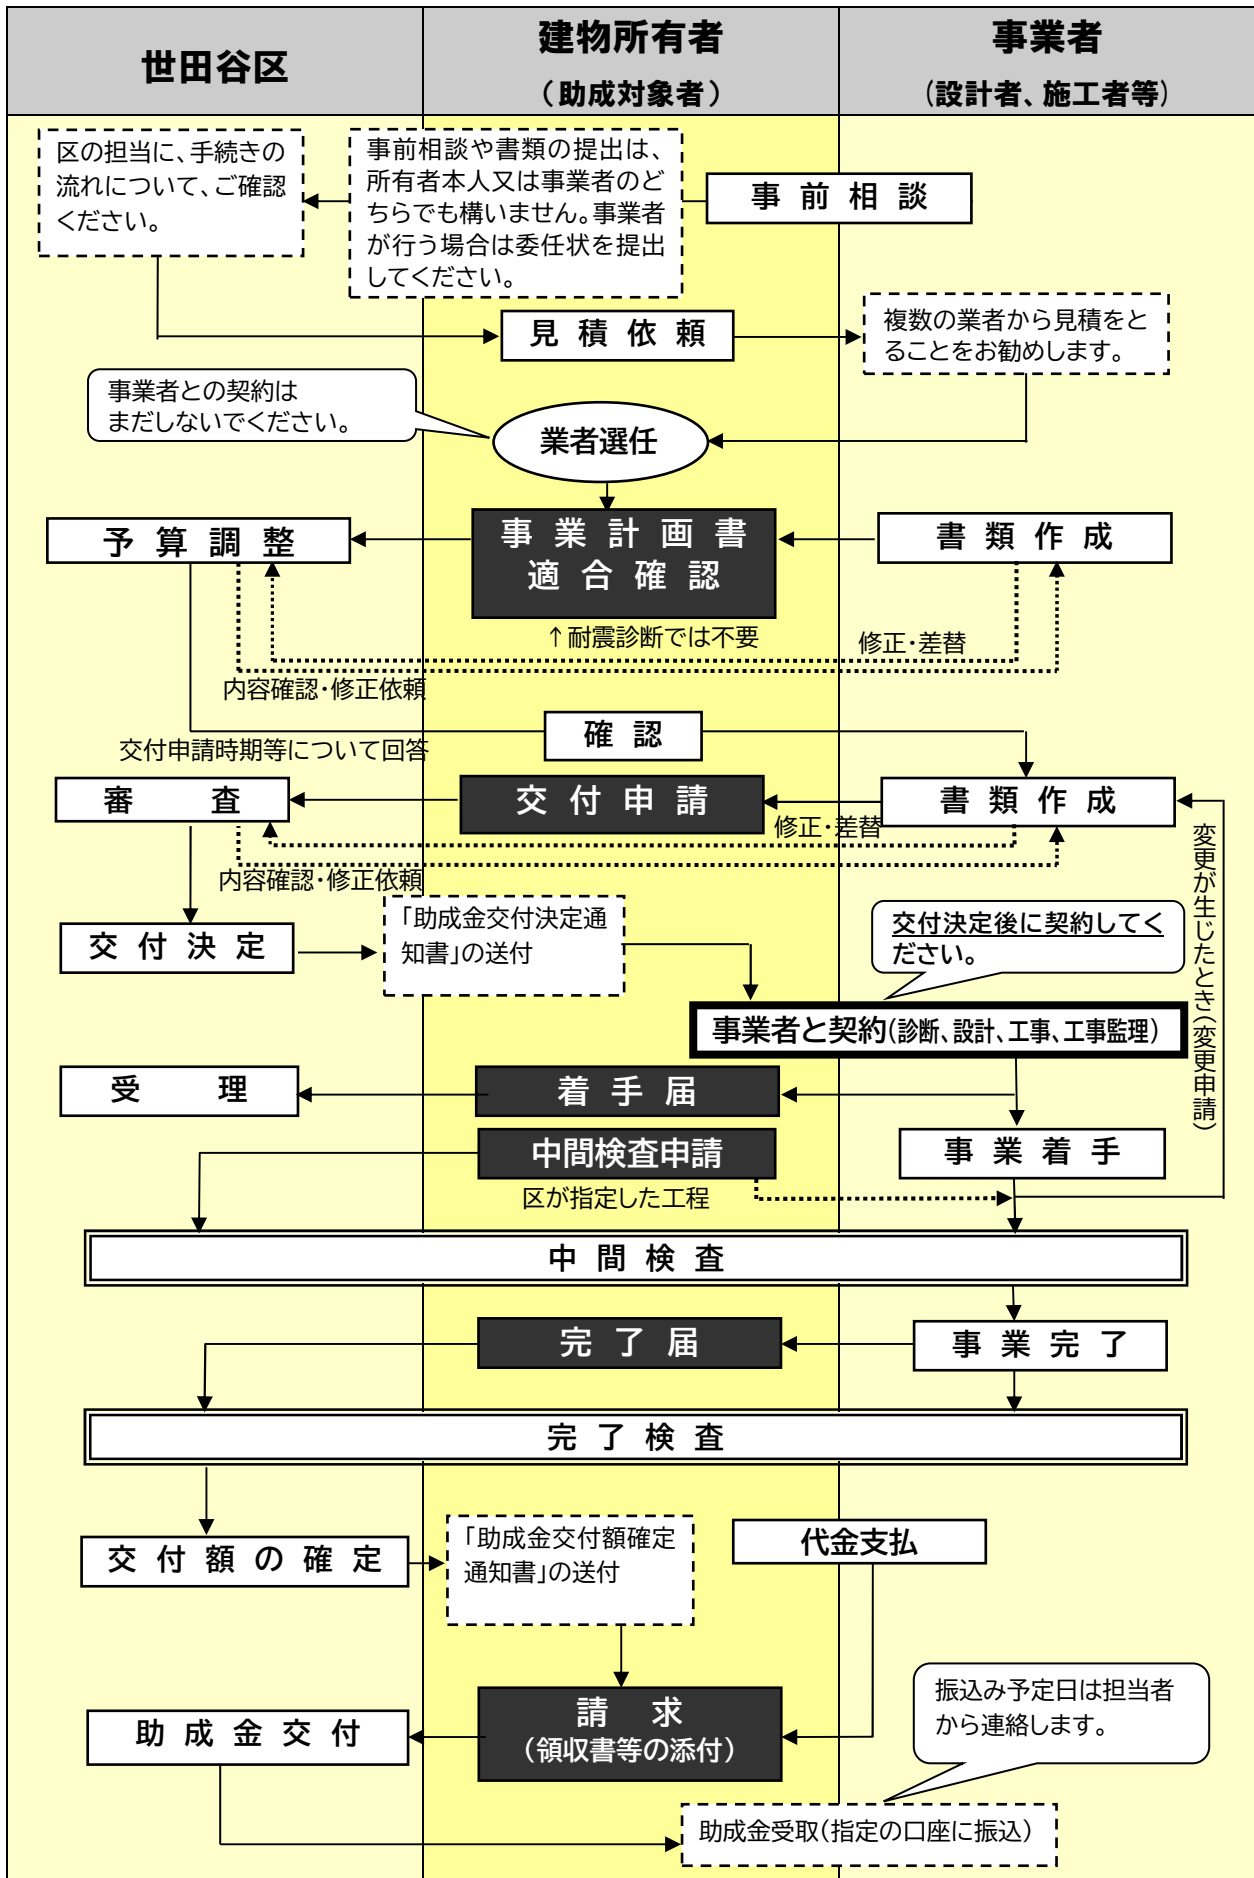 世田谷区
建物所有者
（助成対象者）
事業者
(設計者、施工者等)
区の担当に、手続きの
流れについて、ご確認
ください。
事前相談や書類の提出は、
所有者本人又は事業者のど
ちらでも構いません。事業者
が行う場合は委任状を提出
してください。
事前相談
見積依頼
複数の業者から見積をと
ることをお勧めします。
事業者との契約は
まだしないでください。
業者選任
予算調整
事業計画書
適合確認
書類作成
↑耐震診断では不要
修正・差替
内容確認・修正依頼
確認
交付申請時期等について回答
審査
交付申請
書類作成
修正・差替
内容確認・修正依頼
変更が生じたとき（変更申請）
交付決定
「助成金交付決定通
知書」の送付
交付決定後に契約してく
ださい。
事業者と契約(診断、設計、工事、工事監理)
受理
着手届
中間検査申請
事業着手
区が指定した工程
中間検査
完了届
事業完了
完了検査
交付額の確定
「助成金交付額確定
通知書」の送付
代金支払
請求
（領収書等の添付）
助成金交付
振込み予定日は担当者
から連絡します。
助成金受取（指定の口座に振込）